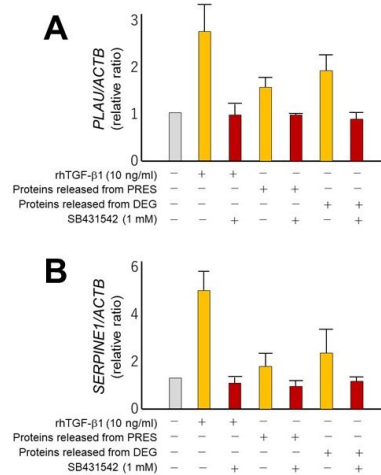 A
PLAU/ACTB
(relative ratio)
3
2
1
0
rhTGF-β1 (10 ng/ml) – + + – – – –
Proteins released from PRES – – – + + – –
Proteins released from DEG – – – – – + +
SB431542 (1 mM) – – + – + – +
B
SERPINE1/ACTB
(relative ratio)
6
4
2
0
rhTGF-β1 (10 ng/ml) – + + – – – –
Proteins released from PRES – – – + + – –
Proteins released from DEG – – – – – + +
SB431542 (1 mM) – – + – + – +